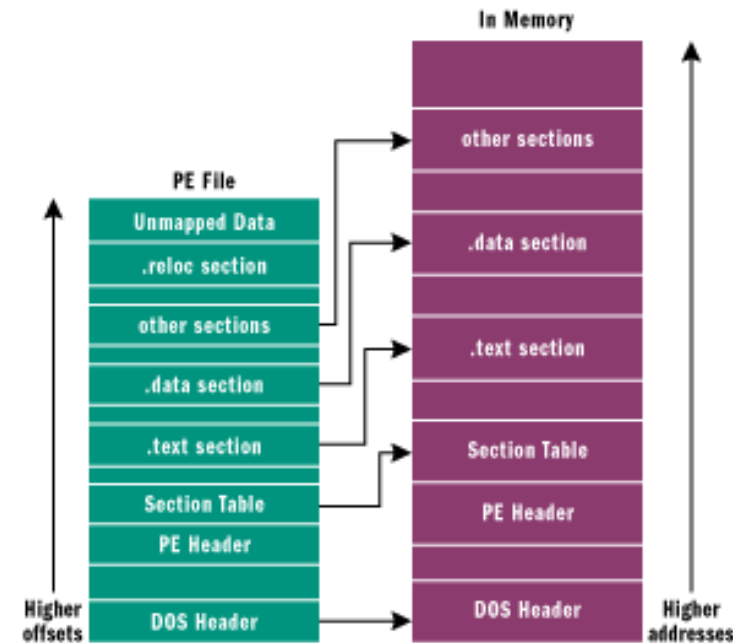 In Memory
other sections
.data section
.text section
Section Table
PE Header
DOS Header
PE File
Unmapped Data
.reloc section
other sections
.data section
.text section
Section Table
PE Header
DOS Header
Higher
offsets
Higher
addresses